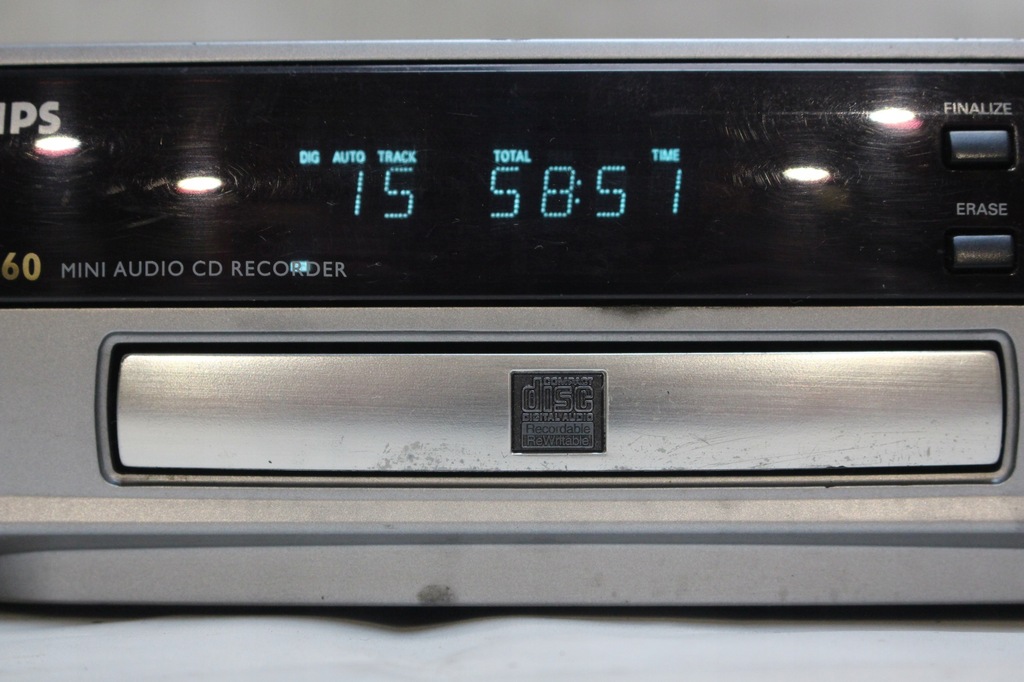 IPS
FINALIZE
DIG AUTO TRACK TOTAL TIME
15 58:51
ERASE
60 MINI AUDIO CD RECORDER
COMPACT
disc
DIGITAL AUDIO
Recordable
ReWritable